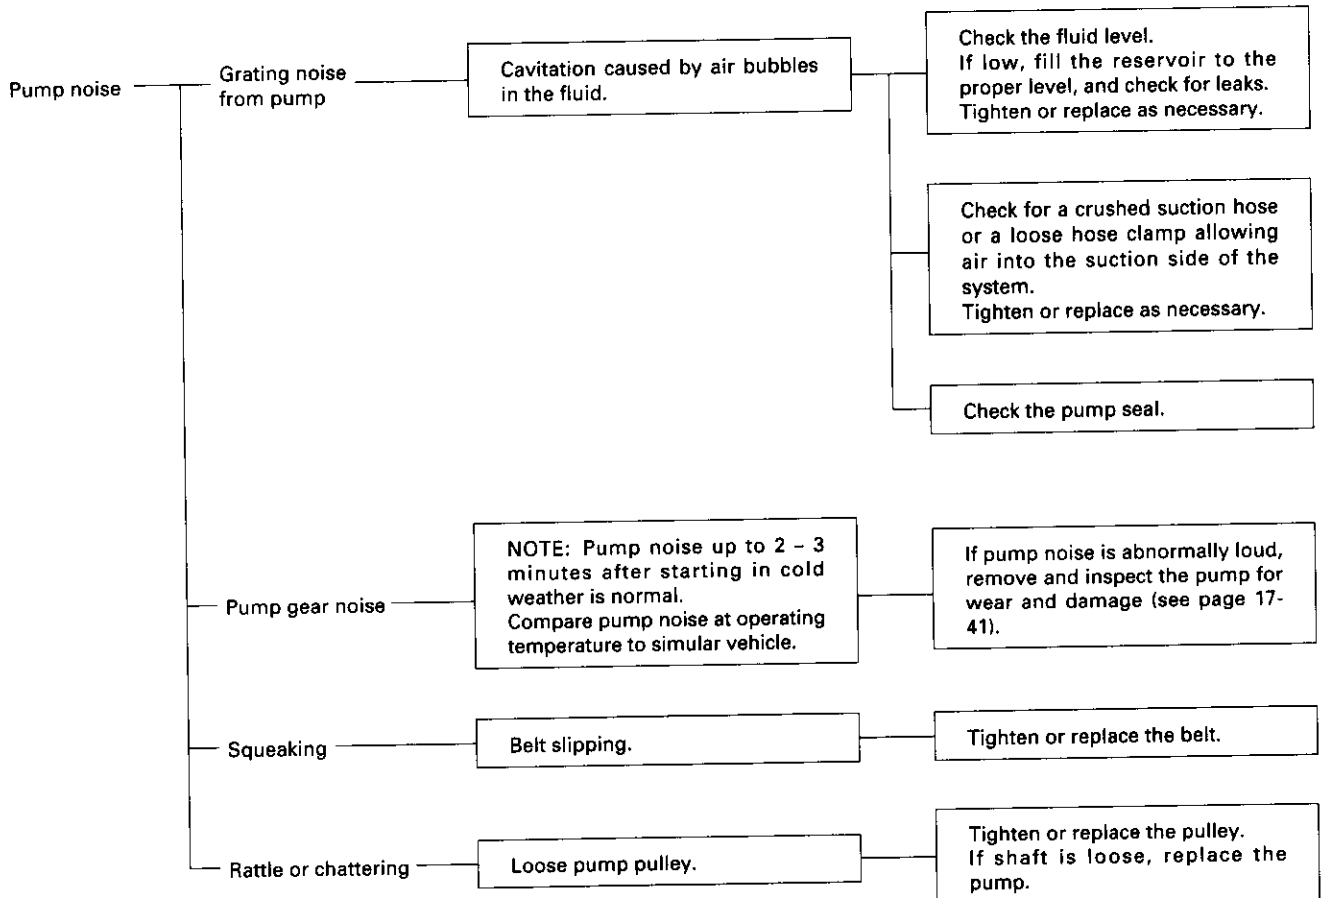 Pump noise
Grating noise
from pump
Cavitation caused by air bubbles
in the fluid.
Check the fluid level.
If low, fill the reservoir to the
proper level, and check for leaks.
Tighten or replace as necessary.
Check for a crushed suction hose
or a loose hose clamp allowing
air into the suction side of the
system.
Tighten or replace as necessary.
Check the pump seal.
Pump gear noise
NOTE: Pump noise up to 2 – 3
minutes after starting in cold
weather is normal.
Compare pump noise at operating
temperature to simular vehicle.
If pump noise is abnormally loud,
remove and inspect the pump for
wear and damage (see page 17-
41).
Squeaking
Belt slipping.
Tighten or replace the belt.
Rattle or chattering
Loose pump pulley.
Tighten or replace the pulley.
If shaft is loose, replace the
pump.